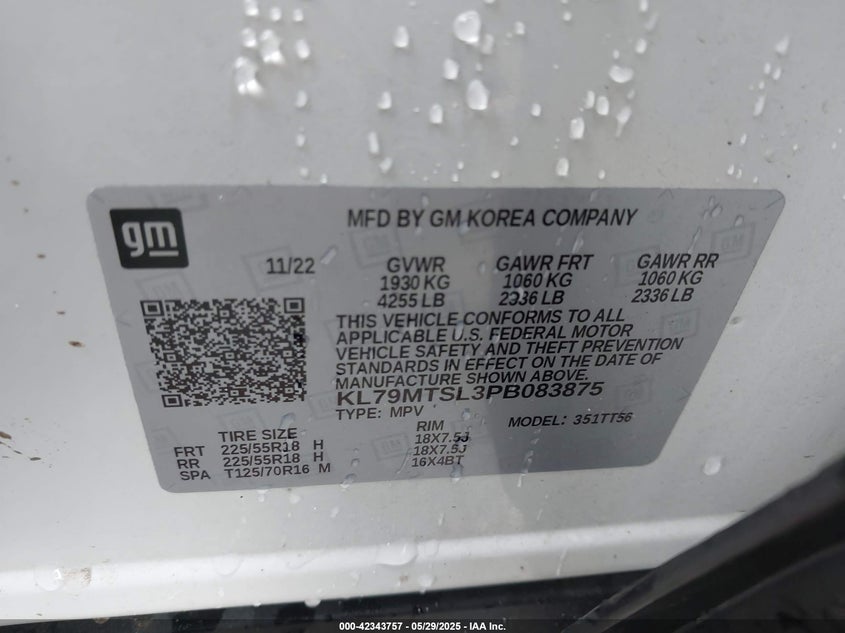 gm
MFD BY GM KOREA COMPANY
11/22
GVWR GAWR FRT GAWR RR
1930 KG 1060 KG 1060 KG
4255 LB 2336 LB 2336 LB
THIS VEHICLE CONFORMS TO ALL
APPLICABLE U.S. FEDERAL MOTOR
VEHICLE SAFETY AND THEFT PREVENTION
STANDARDS IN EFFECT ON THE DATE OF
MANUFACTURE SHOWN ABOVE.
KL79MTSL3PB083875
TYPE: MPV MODEL: 351TT56
TIRE SIZE RIM
FRT 225/55R18 H 18X7.5J
RR 225/55R18 H 18X7.5J
SPA T125/70R16 M 16X4BT
000-42343757 - 05/29/2025 - IAA Inc.